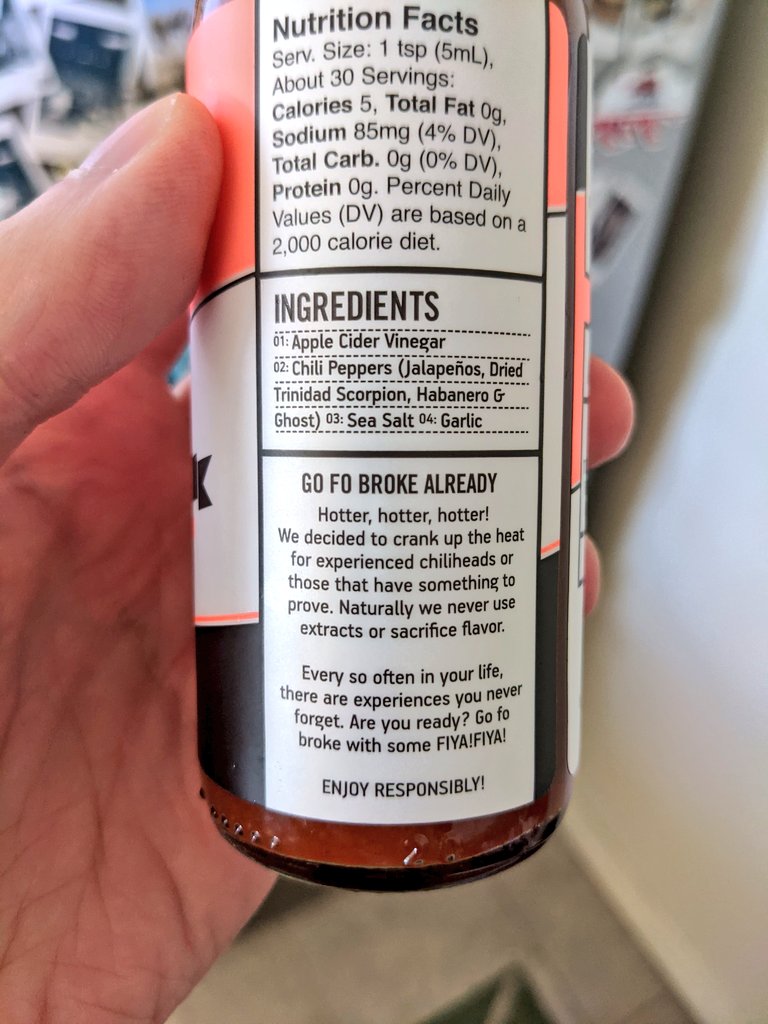 Nutrition Facts
Serv. Size: 1 tsp (5mL),
About 30 Servings:
Calories 5, Total Fat 0g,
Sodium 85mg (4% DV),
Total Carb. 0g (0% DV),
Protein 0g. Percent Daily
Values (DV) are based on a
2,000 calorie diet.
INGREDIENTS
01: Apple Cider Vinegar
02: Chili Peppers (Jalapeños, Dried
Trinidad Scorpion, Habanero &
Ghost) 03: Sea Salt 04: Garlic
GO FO BROKE ALREADY
Hotter, hotter, hotter!
We decided to crank up the heat
for experienced chiliheads or
those that have something to
prove. Naturally we never use
extracts or sacrifice flavor.
Every so often in your life,
there are experiences you never
forget. Are you ready? Go fo
broke with some FIYA!FIYA!
ENJOY RESPONSIBLY!